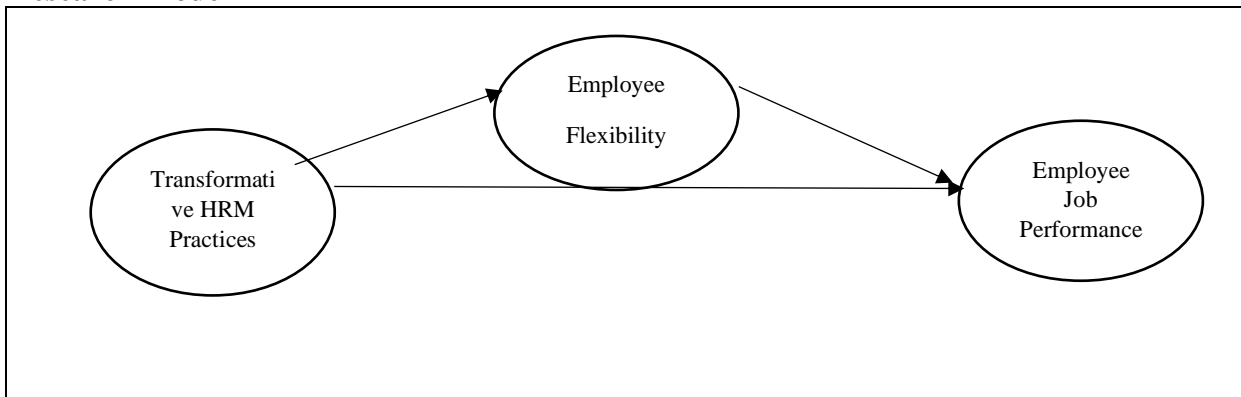 Employee
Flexibility
Transformati
ve HRM
Practices
Employee
Job
Performance